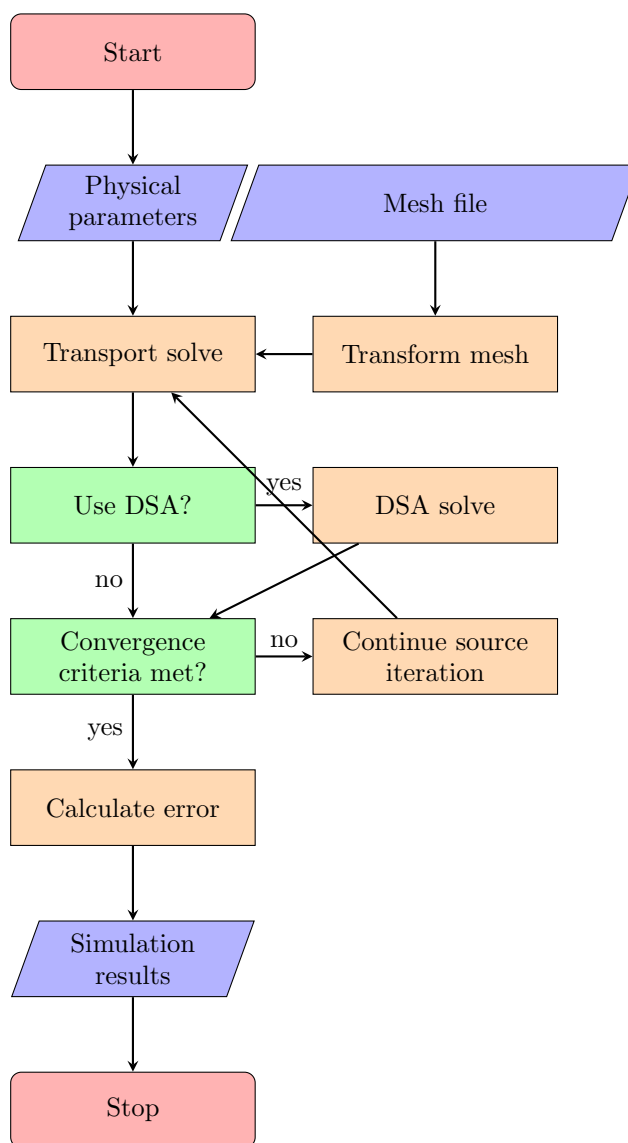 Start
Physical
parameters
Mesh file
Transport solve
Transform mesh
Use DSA?
yes
DSA solve
no
Convergence
criteria met?
no
Continue source
iteration
yes
Calculate error
Simulation
results
Stop